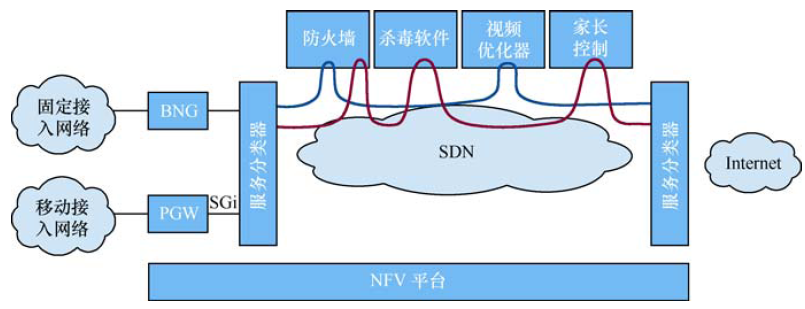 防火墙
杀毒软件
视频
优化器
家长
控制
固定接
入网络
BNG
服务分类器
SDN
服务分类器
Internet
移动接
入网络
PGW
SGi
NFV 平台